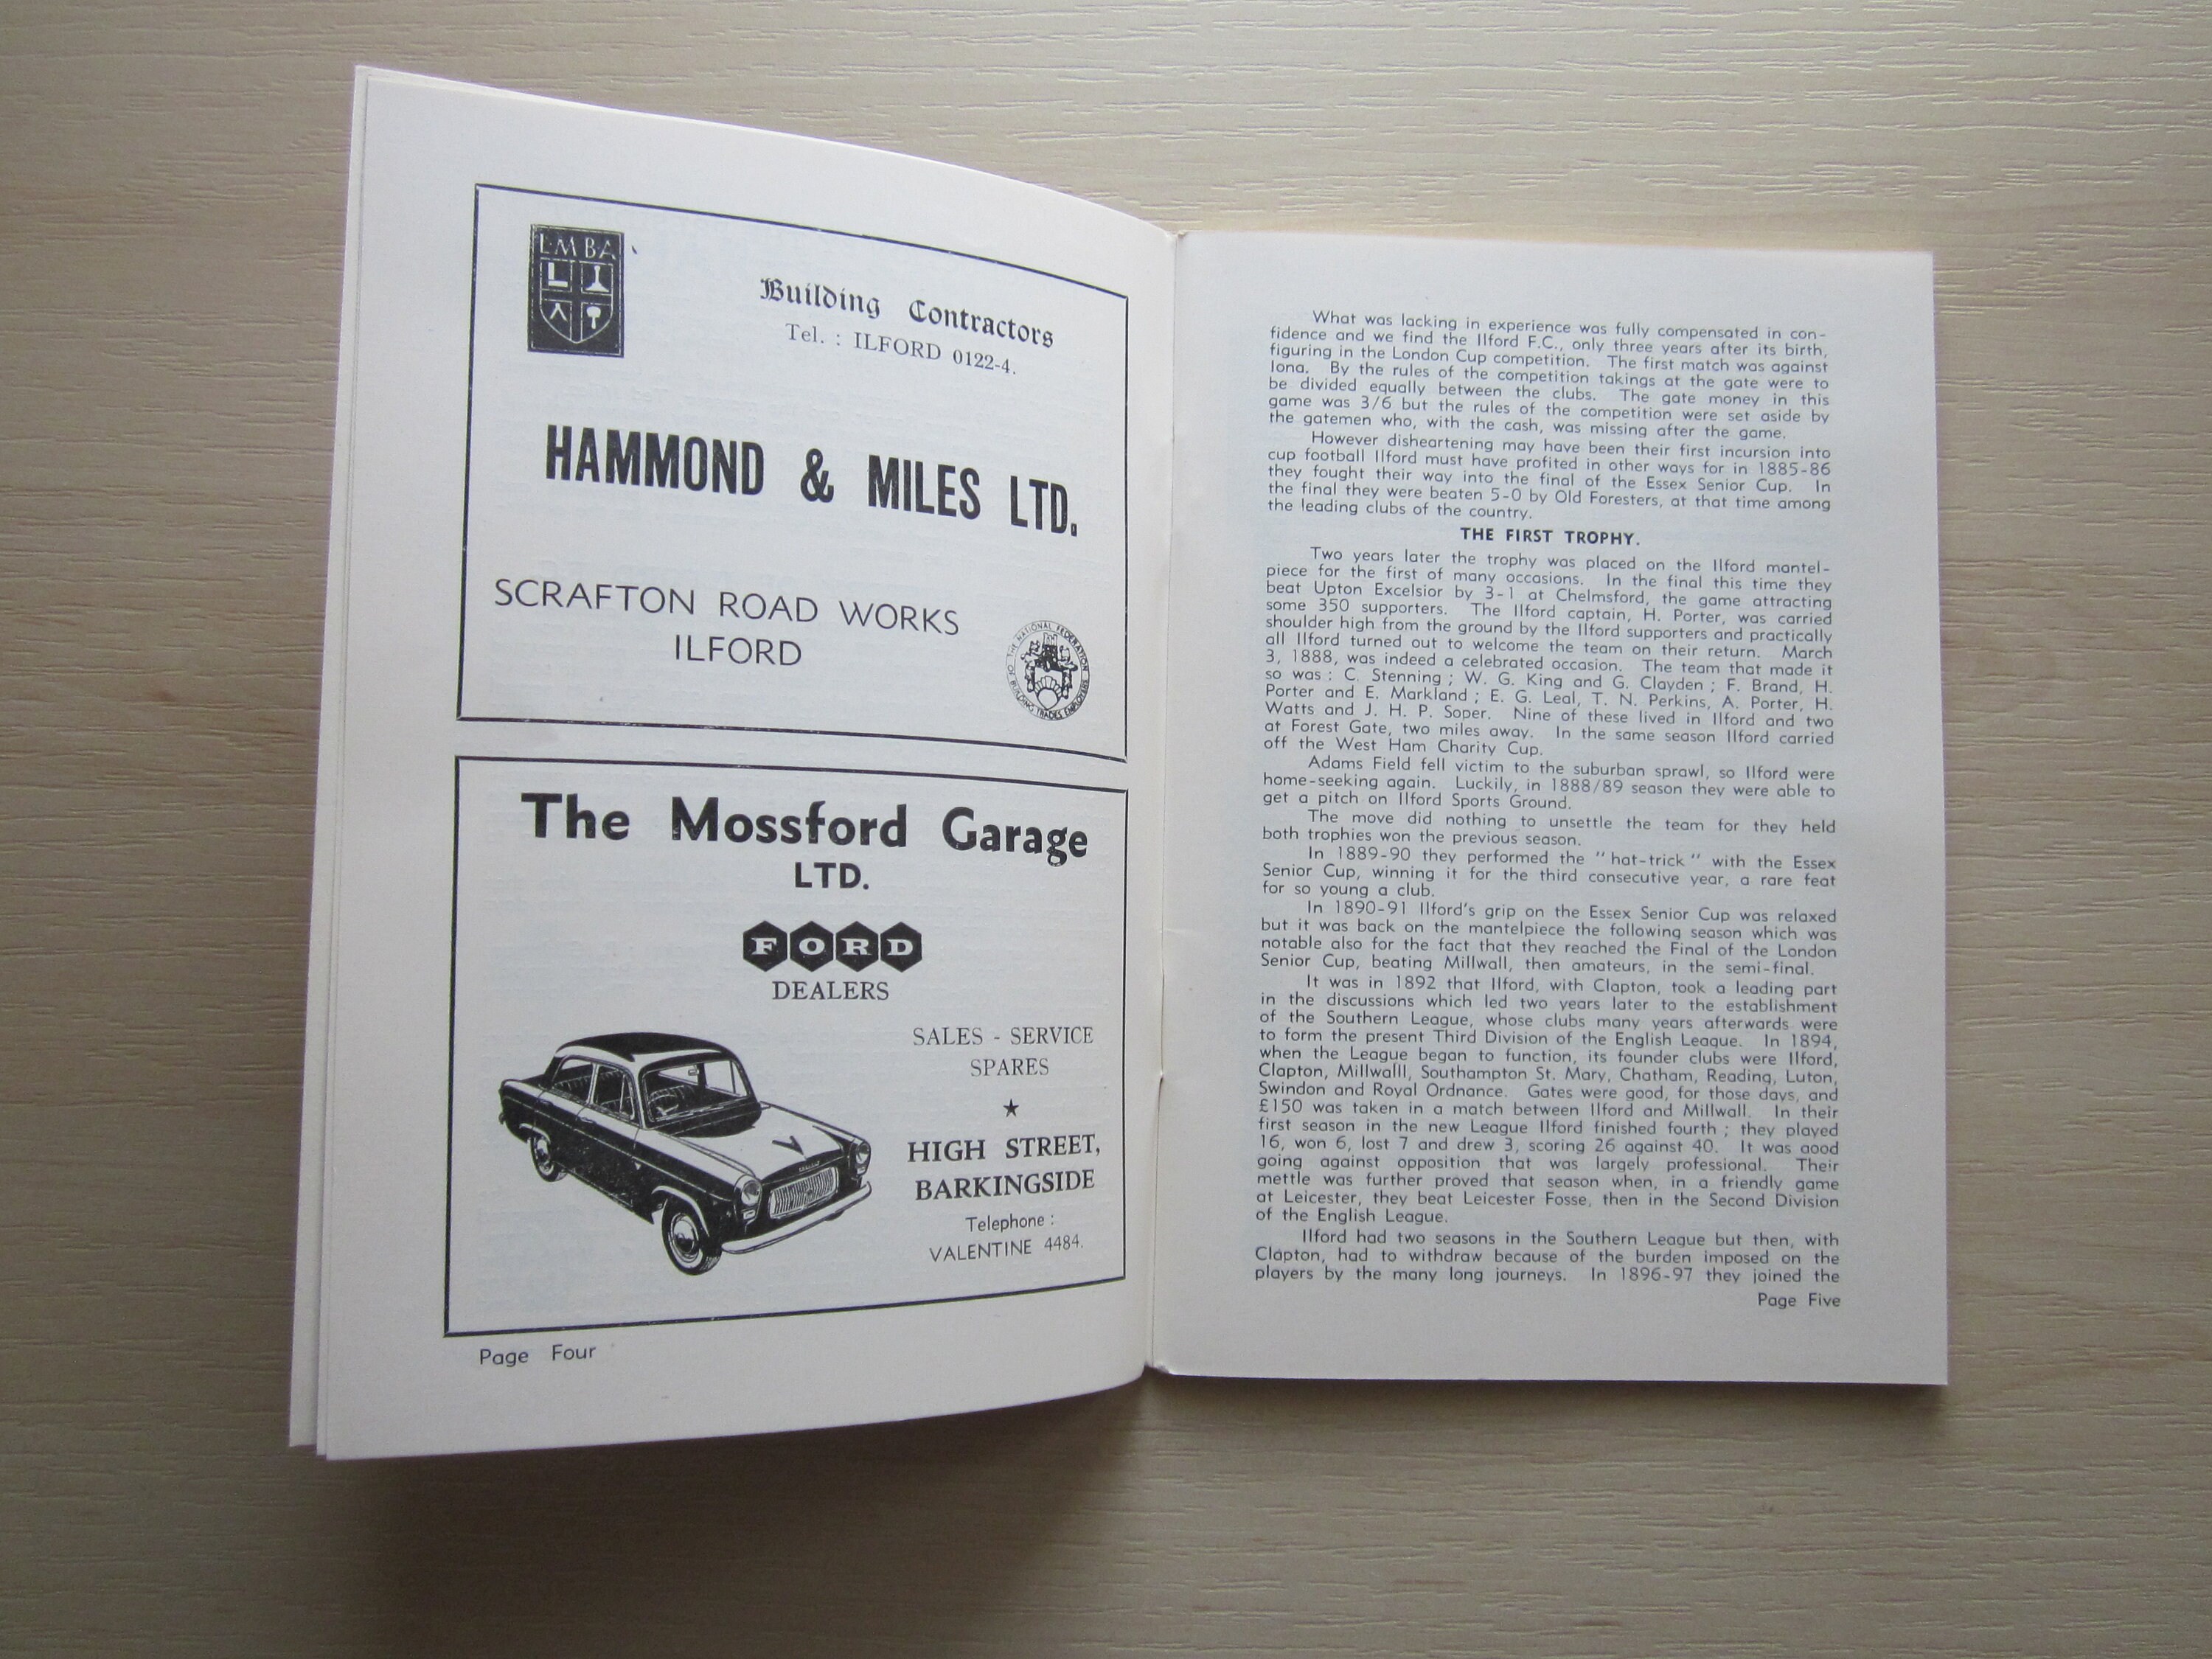 L·M·B·A
Building Contractors
Tel. : ILFORD 0122-4.
HAMMOND & MILES LTD.
SCRAFTON ROAD WORKS
ILFORD
THE NATIONAL FEDERATION OF BUILDING TRADES EMPLOYERS
The Mossford Garage
LTD.
FORD
DEALERS
SALES - SERVICE
SPARES
HIGH STREET,
BARKINGSIDE
Telephone :
VALENTINE 4484.
Page Four
What was lacking in experience was fully compensated in con-
fidence and we find the Ilford F.C., only three years after its birth,
figuring in the London Cup competition. The first match was against
Iona. By the rules of the competition takings at the gate were to
be divided equally between the clubs. The gate money in this
game was 3/6 but the rules of the competition were set aside by
the gatemen who, with the cash, was missing after the game.
However disheartening may have been their first incursion into
cup football Ilford must have profited in other ways for in 1885-86
they fought their way into the final of the Essex Senior Cup. In
the final they were beaten 5-0 by Old Foresters, at that time among
the leading clubs of the country.
THE FIRST TROPHY.
Two years later the trophy was placed on the Ilford mantel-
piece for the first of many occasions. In the final this time they
beat Upton Excelsior by 3-1 at Chelmsford, the game attracting
some 350 supporters. The Ilford captain, H. Porter, was carried
shoulder high from the ground by the Ilford supporters and practically
all Ilford turned out to welcome the team on their return. March
3, 1888, was indeed a celebrated occasion. The team that made it
so was : C. Stenning ; W. G. King and G. Clayden ; F. Brand, H.
Porter and E. Markland ; E. G. Leal, T. N. Perkins, A. Porter, H.
Watts and J. H. P. Soper. Nine of these lived in Ilford and two
at Forest Gate, two miles away. In the same season Ilford carried
off the West Ham Charity Cup.
Adams Field fell victim to the suburban sprawl, so Ilford were
home-seeking again. Luckily, in 1888/89 season they were able to
get a pitch on Ilford Sports Ground.
The move did nothing to unsettle the team for they held
both trophies won the previous season.
In 1889-90 they performed the "hat-trick" with the Essex
Senior Cup, winning it for the third consecutive year, a rare feat
for so young a club.
In 1890-91 Ilford's grip on the Essex Senior Cup was relaxed
but it was back on the mantelpiece the following season which was
notable also for the fact that they reached the Final of the London
Senior Cup, beating Millwall, then amateurs, in the semi-final.
It was in 1892 that Ilford, with Clapton, took a leading part
in the discussions which led two years later to the establishment
of the Southern League, whose clubs many years afterwards were
to form the present Third Division of the English League. In 1894,
when the League began to function, its founder clubs were Ilford,
Clapton, Millwalll, Southampton St. Mary, Chatham, Reading, Luton,
Swindon and Royal Ordnance. Gates were good, for those days, and
£150 was taken in a match between Ilford and Millwall. In their
first season in the new League Ilford finished fourth ; they played
16, won 6, lost 7 and drew 3, scoring 26 against 40. It was good
going against opposition that was largely professional. Their
mettle was further proved that season when, in a friendly game
at Leicester, they beat Leicester Fosse, then in the Second Division
of the English League.
Ilford had two seasons in the Southern League but then, with
Clapton, had to withdraw because of the burden imposed on the
players by the many long journeys. In 1896-97 they joined the
Page Five